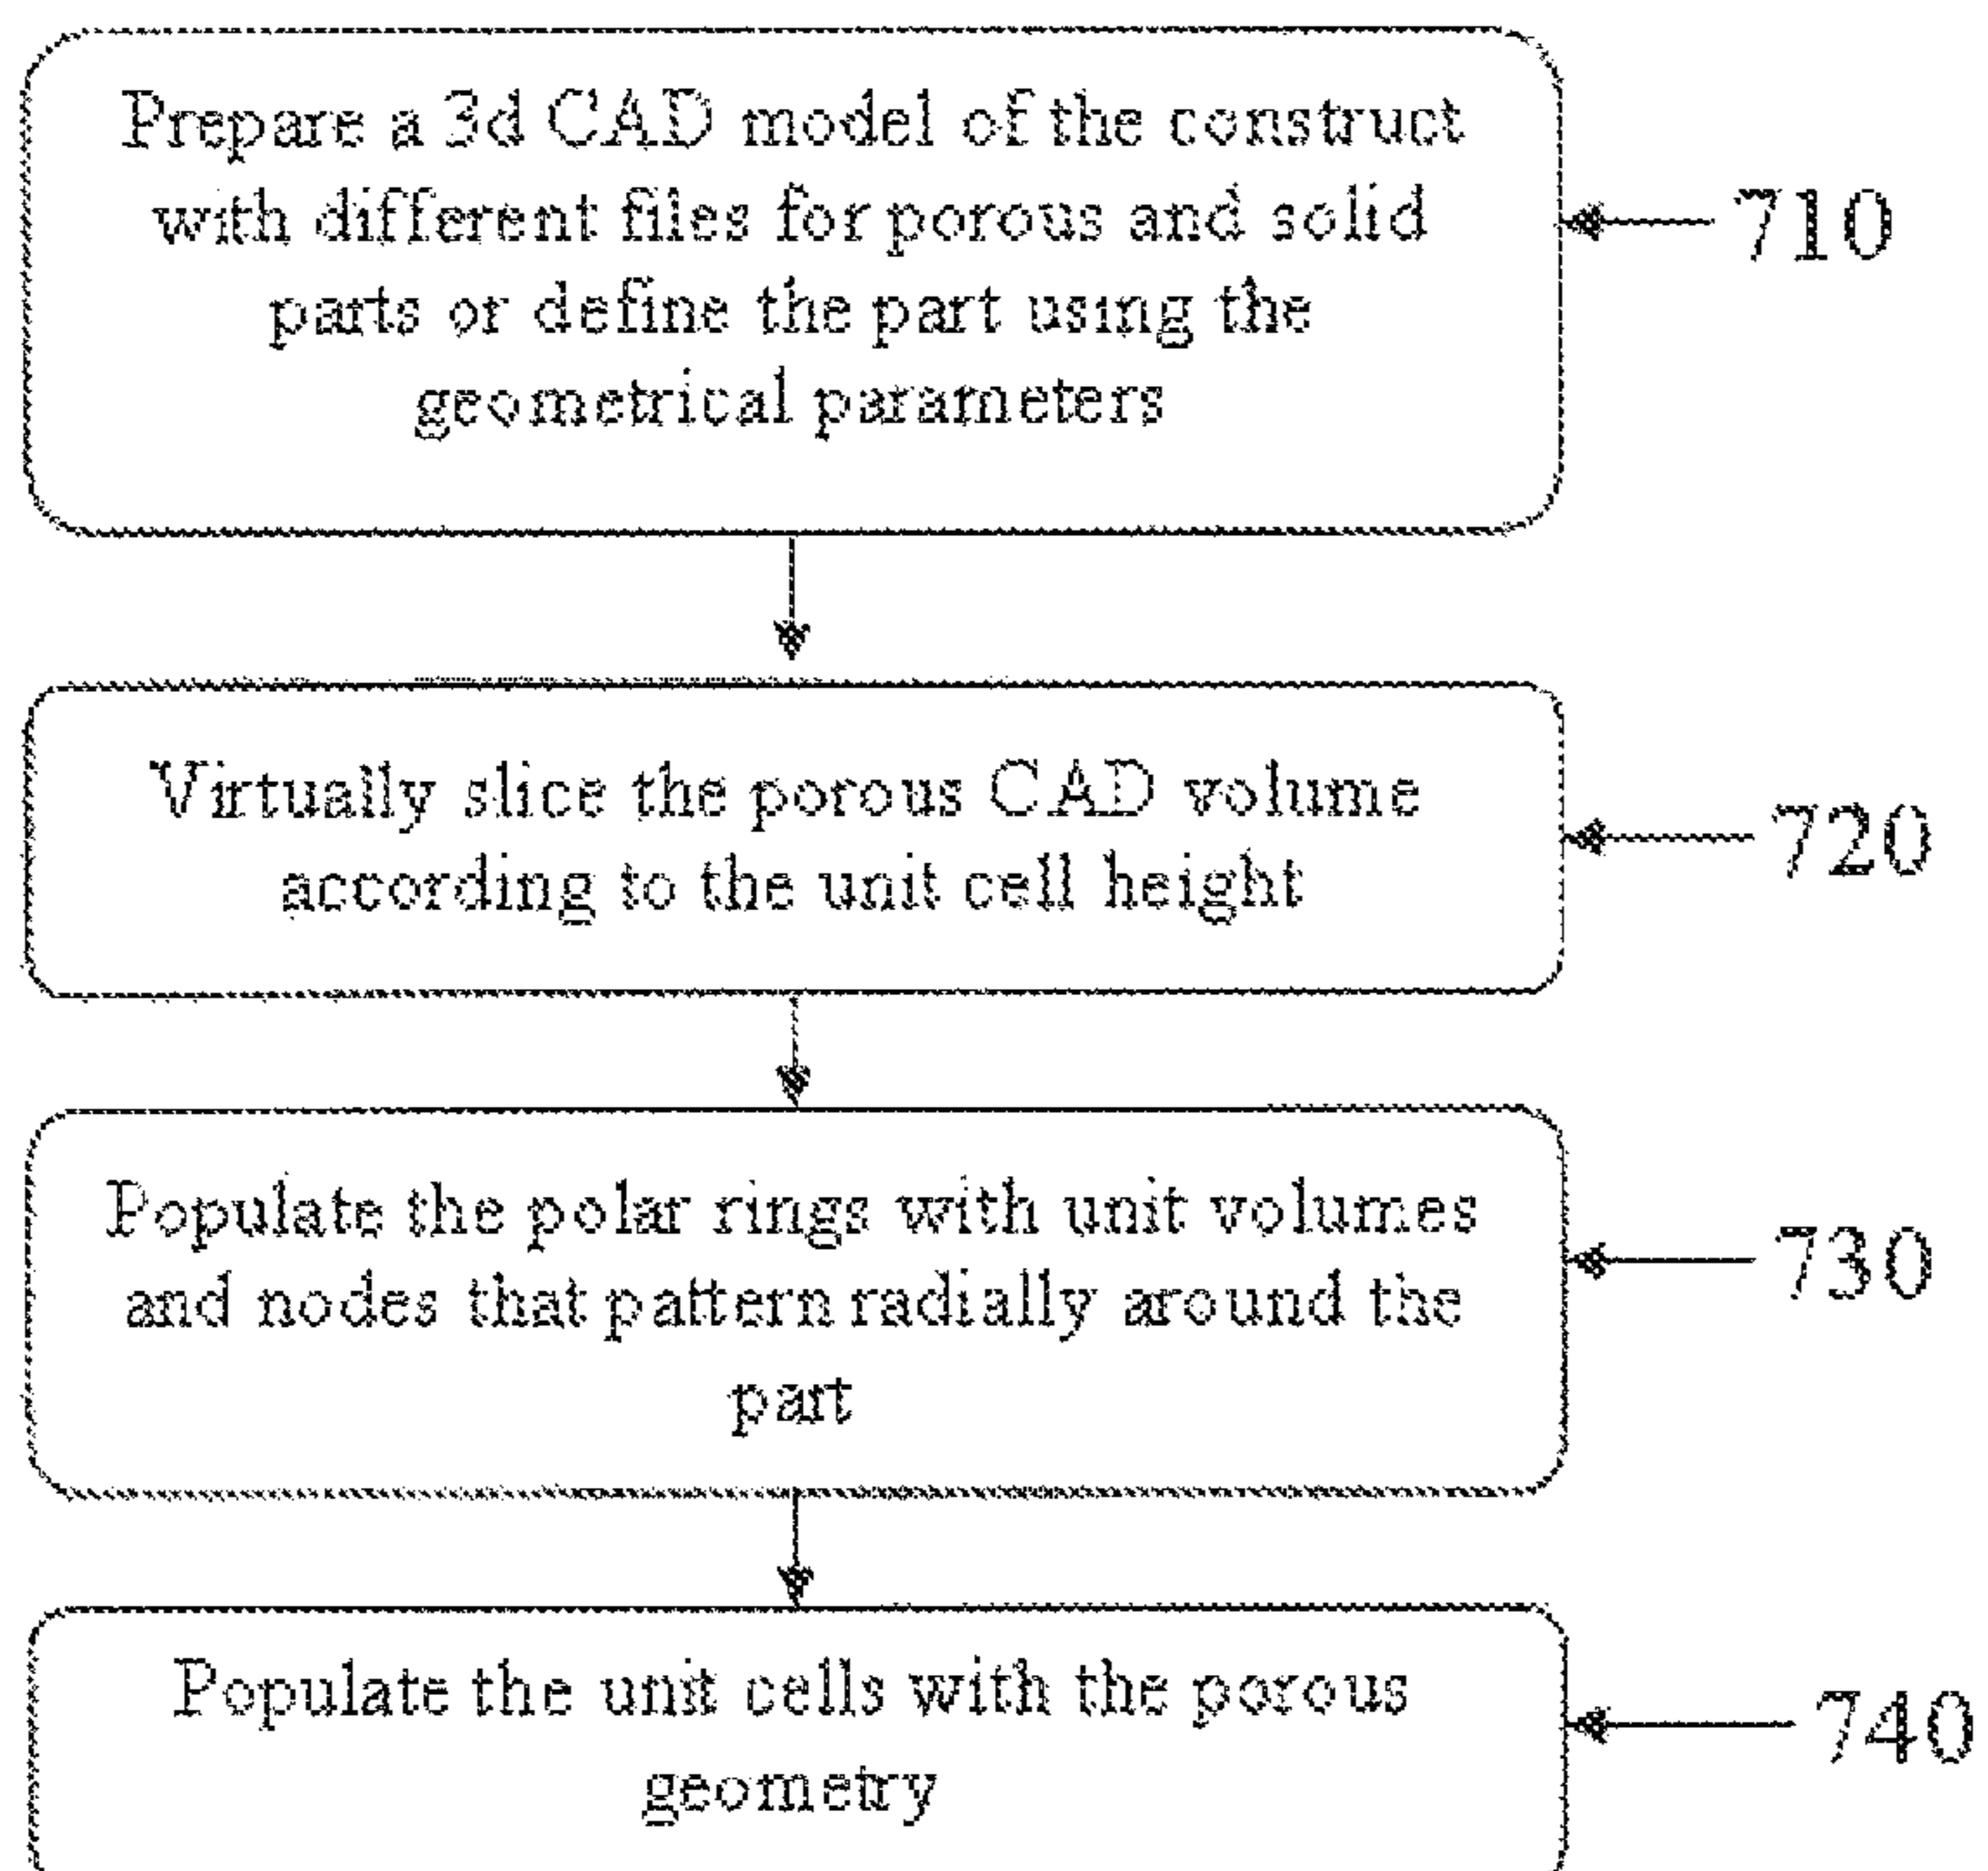 Prepare a 3d CAD model of the construct
with different files for porous and solid
parts or define the part using the
geometrical parameters
710
Virtually slice the porous CAD volume
according to the unit cell height
720
Populate the polar rings with unit volumes
and nodes that pattern radially around the
part
730
Populate the unit cells with the porous
geometry
740